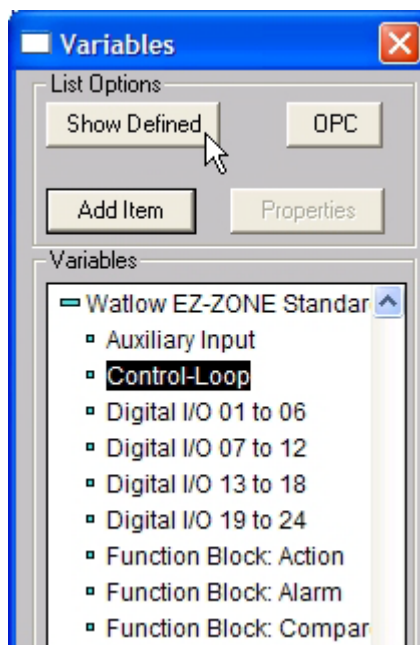 Variables
List Options
Show Defined OPC
Add Item Properties
Variables
Watlow EZ-ZONE Standar
Auxiliary Input
Control-Loop
Digital I/O 01 to 06
Digital I/O 07 to 12
Digital I/O 13 to 18
Digital I/O 19 to 24
Function Block: Action
Function Block: Alarm
Function Block: Compar